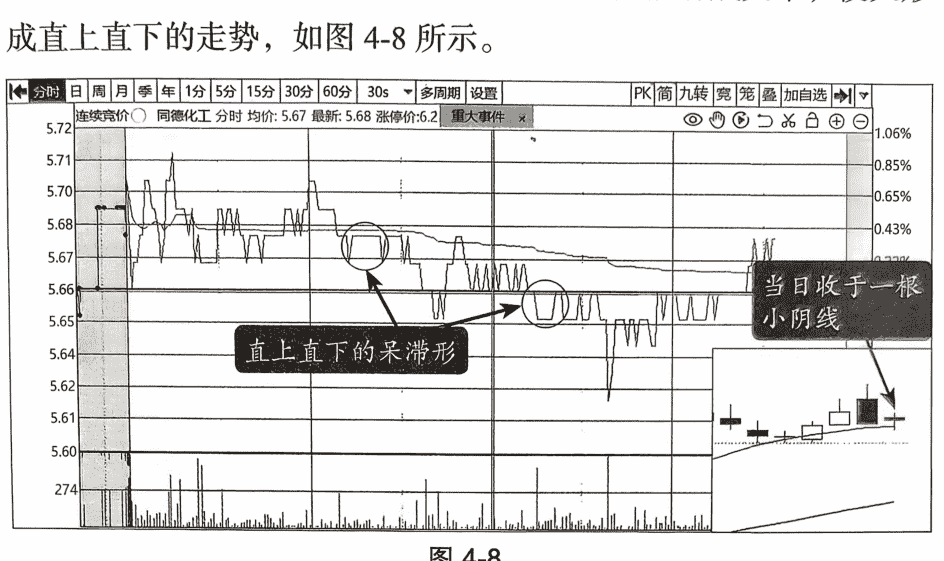 成直上直下的走势，如图 4-8 所示。
分时 日 周 月 季 年 1分 5分 15分 30分 60分 30s 多周期 设置 PK 简 九转 竞 笼 叠 加自选
连续竞价 同德化工 分时 均价: 5.67 最新: 5.68 涨停价:6.2 重大事件 ×
5.72 1.06%
5.71 0.85%
5.70 0.65%
5.68 0.43%
5.67
5.66
当日收于一根
小阴线
5.65
直上直下的呆滞形
5.64
5.62
5.61
5.60
274
图 4-8